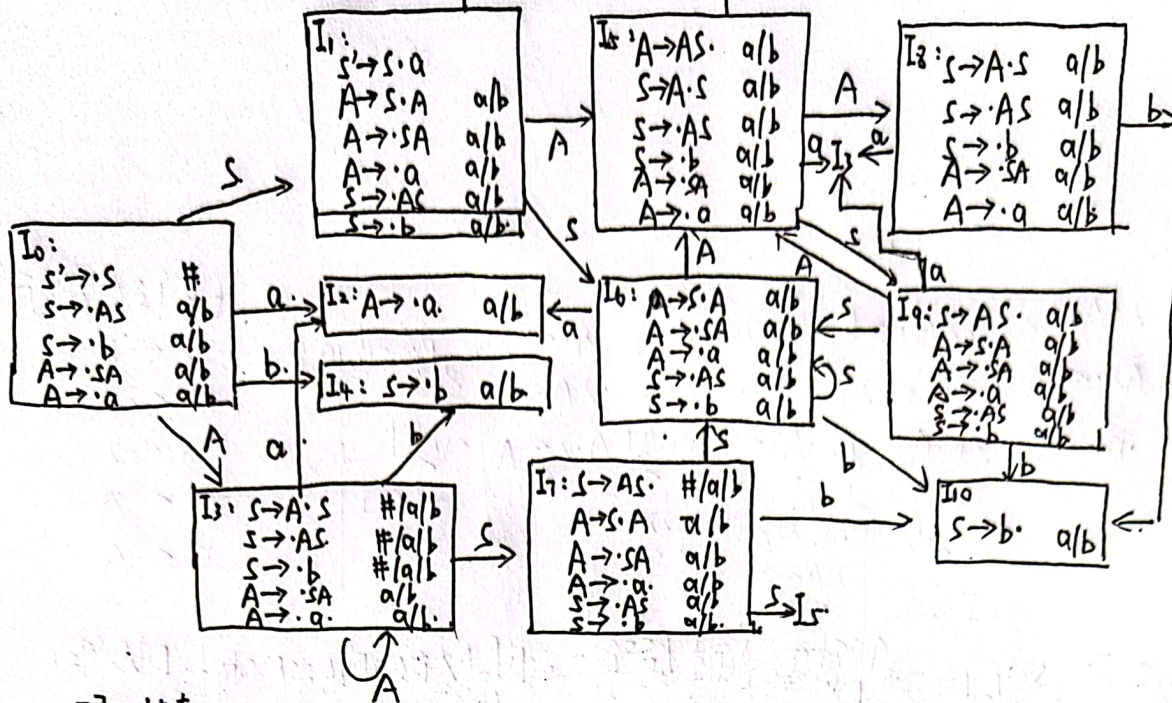 I₁:
S'→S·a
A→S·A a/b
A→·SA a/b
A→·a a/b
S→·AS a/b
S→·b a/b·
I₅:A→AS· a/b
S→A·S a/b
S→·AS a/b
S→·b a/b
A→·SA a/b
A→·a a/b
I₈:S→A·S a/b
S→·AS a/b
S→·b a/b
A→·SA a/b
A→·a a/b
A
A
b
a
I₃
a
S
S
S
A
A
a
I₀:
S'→·S #
S→·AS a/b
S→·b a/b
A→·SA a/b
A→·a a/b
a·
b·
I₂:A→·a· a/b
I₄: S→·b a/b
a
I₆: A→S·A a/b
A→·SA a/b
A→·a a/b
S→·AS a/b
S→·b a/b
S
S
I₉:S→AS· a/b
A→S·A a/b
A→·SA a/b
A→·a a/b
S→·AS a/b
S→·b a/b
A
a·
b
S
b
b
I₃: S→A·S #/a/b
S→·AS #/a/b
S→·b #/a/b
A→·SA a/b
A→·a· a/b·
S
A
I₇:S→AS· #/a/b
A→S·A a/b
A→·SA a/b
A→·a· a/b
S→·AS a/b
S→·b a/b·
b
S
I₅
I₁₀
S→b· a/b